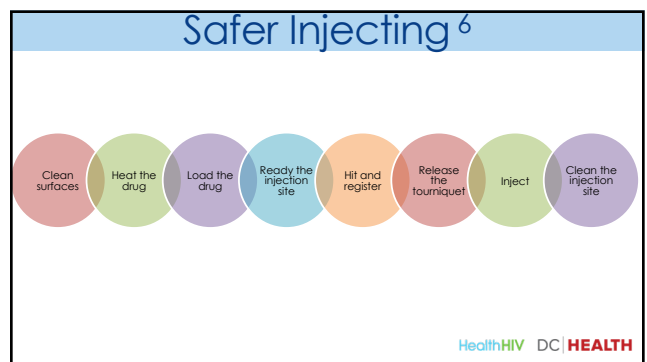 Safer Injecting 6
Clean
surfaces
Heat the
drug
Load the
drug
Ready the
injection
site
Hit and
register
Release
the
tourniquet
Inject
Clean the
injection
site
HealthHIV DC|HEALTH